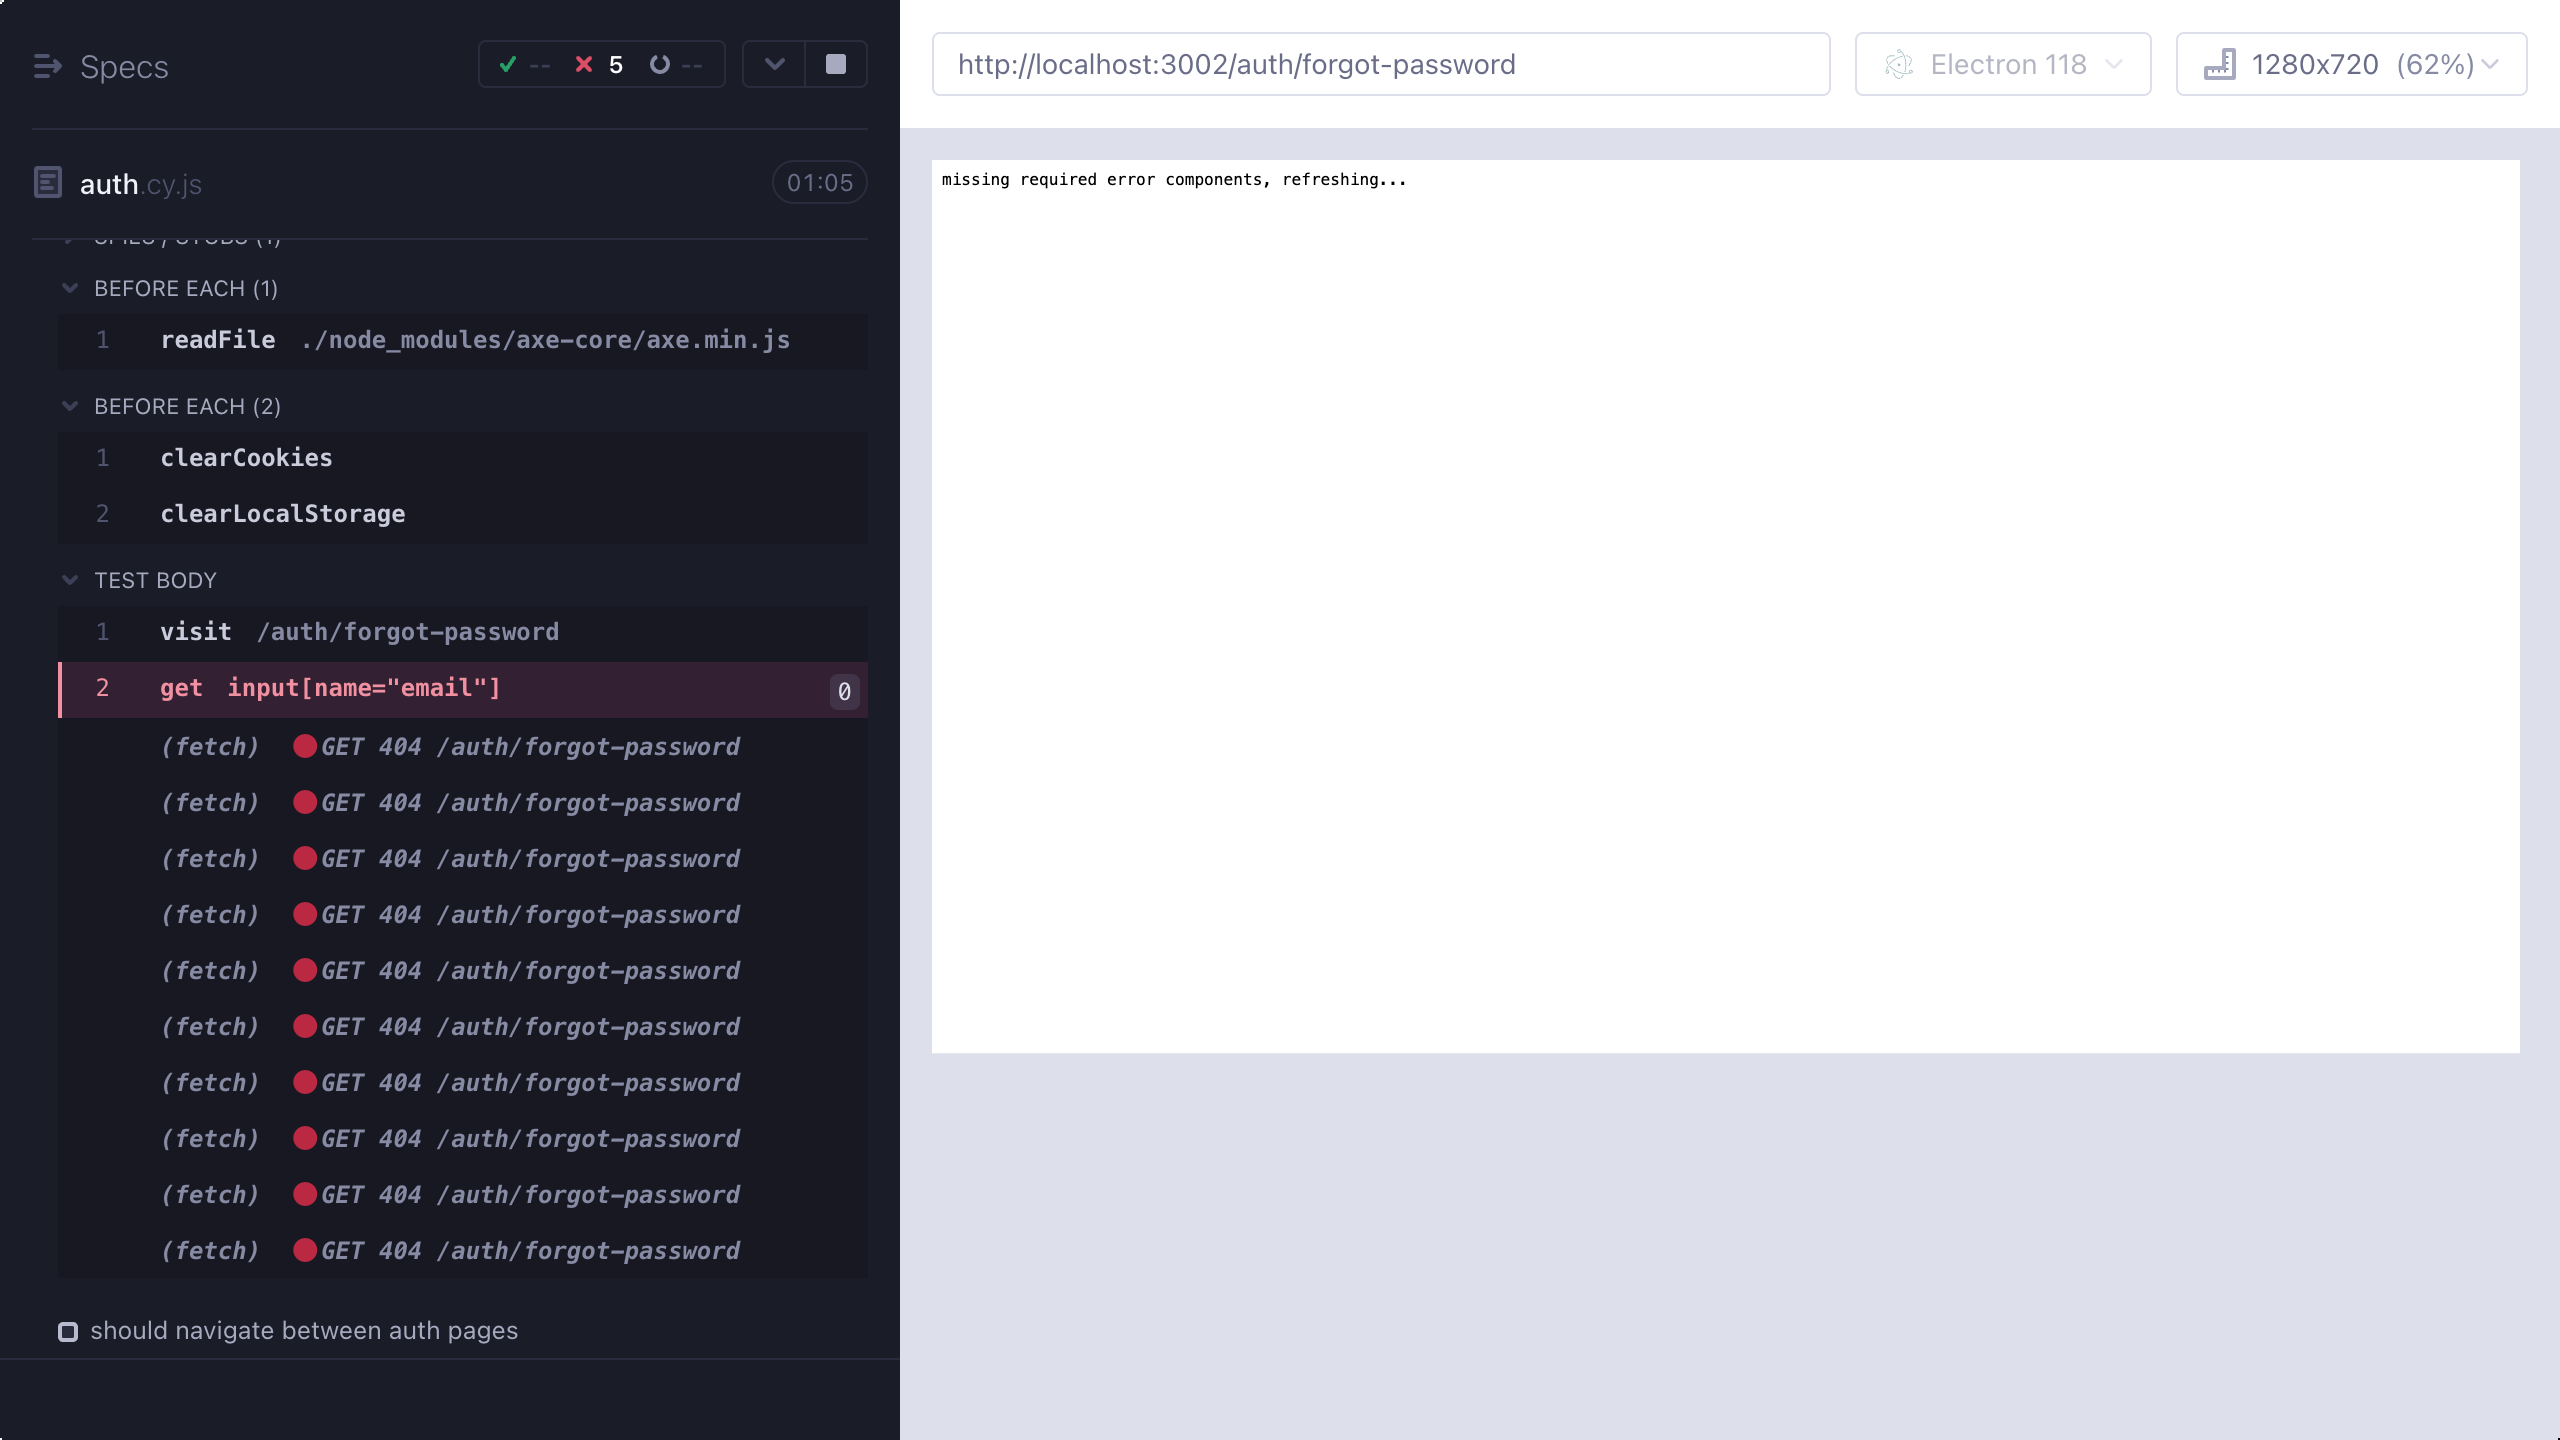 Specs
-- 5 --
auth.cy.js
01:05
BEFORE EACH (1)
1 readFile ./node_modules/axe-core/axe.min.js
BEFORE EACH (2)
1 clearCookies
2 clearLocalStorage
TEST BODY
1 visit /auth/forgot-password
2 get input[name="email"] 0
(fetch) GET 404 /auth/forgot-password
(fetch) GET 404 /auth/forgot-password
(fetch) GET 404 /auth/forgot-password
(fetch) GET 404 /auth/forgot-password
(fetch) GET 404 /auth/forgot-password
(fetch) GET 404 /auth/forgot-password
(fetch) GET 404 /auth/forgot-password
(fetch) GET 404 /auth/forgot-password
(fetch) GET 404 /auth/forgot-password
(fetch) GET 404 /auth/forgot-password
should navigate between auth pages
http://localhost:3002/auth/forgot-password
Electron 118
1280x720 (62%)
missing required error components, refreshing...